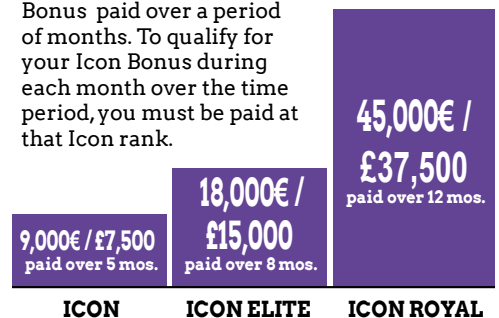 Bonus paid over a period
of months. To qualify for
your Icon Bonus during
each month over the time
period, you must be paid at
that Icon rank.
45,000€ /
£37,500
paid over 12 mos.
18,000€ /
£15,000
paid over 8 mos.
9,000€ / £7,500
paid over 5 mos.
ICON ICON ELITE ICON ROYAL